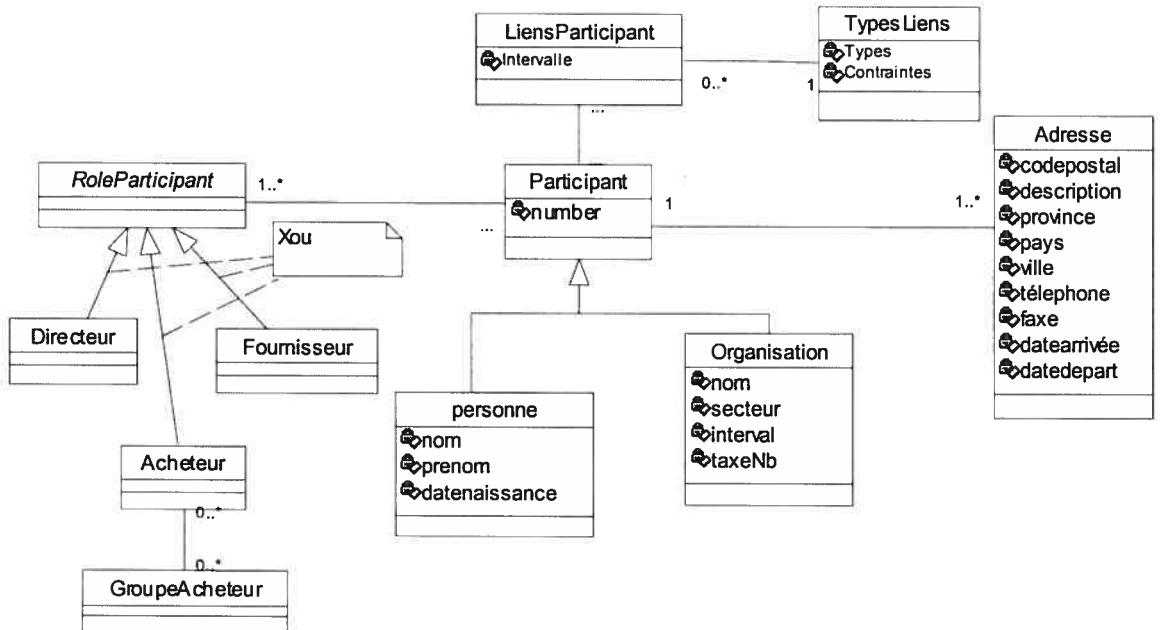 LiensParticipant
Intervalle
TypesLiens
Types
Contraintes
0..*
1
...
Adresse
codepostal
description
province
pays
ville
télephone
faxe
datearrivée
datedepart
RoleParticipant
1..*
Participant
number
1
1..*
...
Xou
Directeur
Fournisseur
Organisation
nom
secteur
interval
taxeNb
personne
nom
prenom
datenaissance
Acheteur
0..*
0..*
GroupeAcheteur